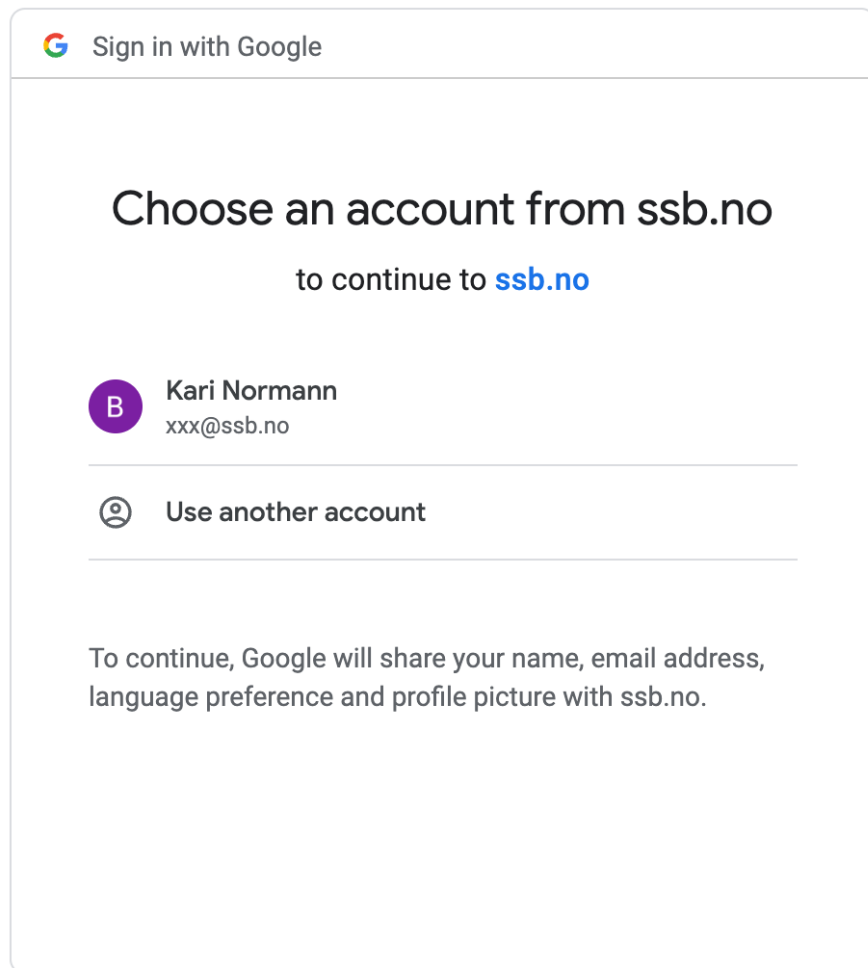 Sign in with Google
Choose an account from ssb.no
to continue to ssb.no
B
Kari Normann
xxx@ssb.no
Use another account
To continue, Google will share your name, email address,
language preference and profile picture with ssb.no.